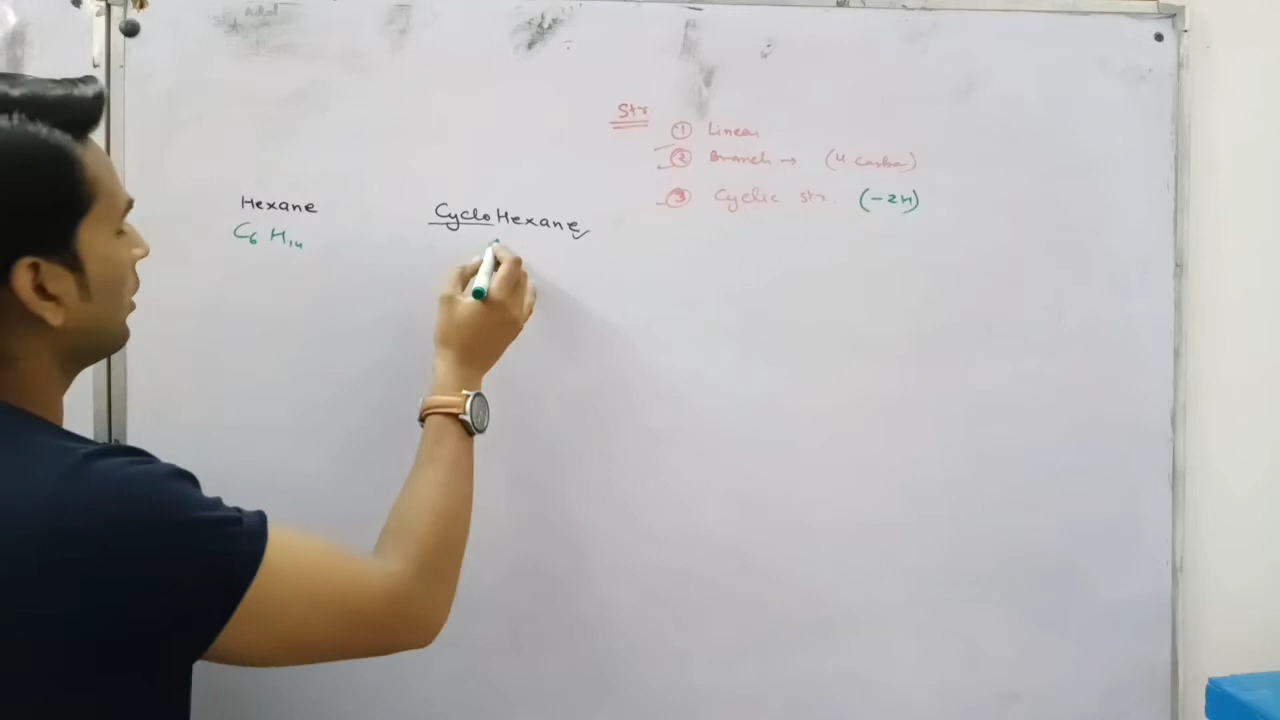 Str.
① Linear
② Branch → (4 Carbon)
③ Cyclic str. (-2H)
Hexane
C₆ H₁₄
CycloHexane